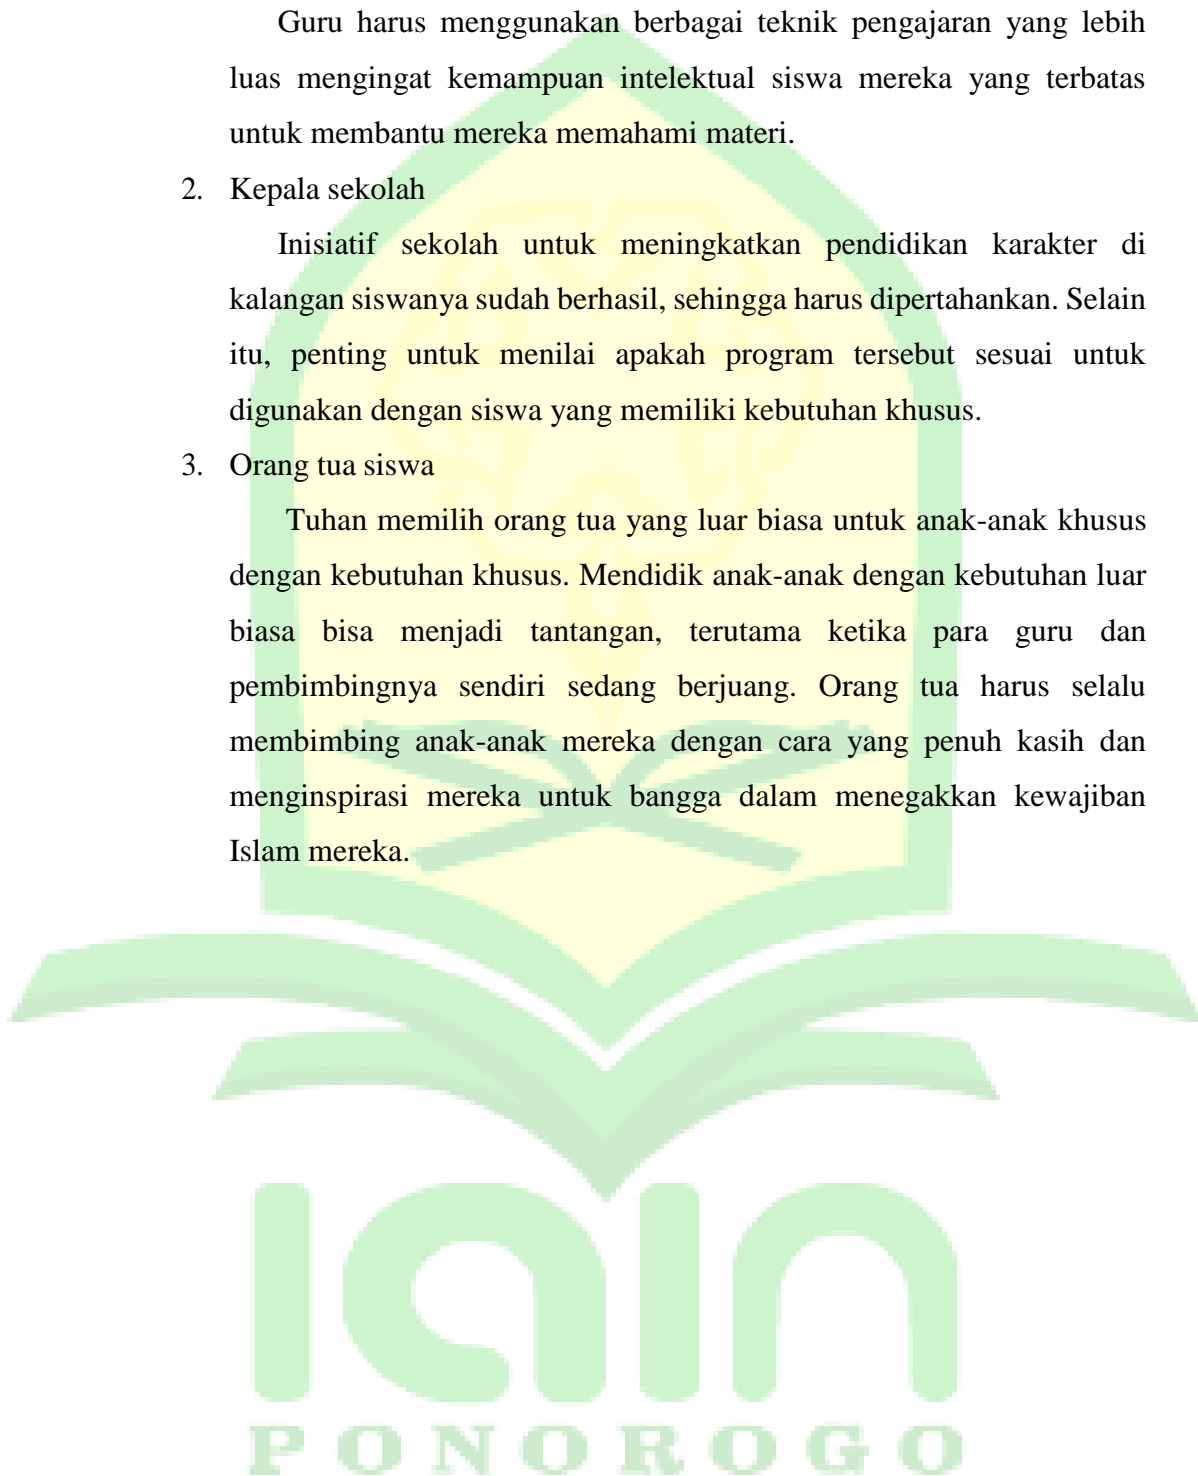 Guru harus menggunakan berbagai teknik pengajaran yang lebih
luas mengingat kemampuan intelektual siswa mereka yang terbatas
untuk membantu mereka memahami materi.
2. Kepala sekolah
Inisiatif sekolah untuk meningkatkan pendidikan karakter di
kalangan siswanya sudah berhasil, sehingga harus dipertahankan. Selain
itu, penting untuk menilai apakah program tersebut sesuai untuk
digunakan dengan siswa yang memiliki kebutuhan khusus.
3. Orang tua siswa
Tuhan memilih orang tua yang luar biasa untuk anak-anak khusus
dengan kebutuhan khusus. Mendidik anak-anak dengan kebutuhan luar
biasa bisa menjadi tantangan, terutama ketika para guru dan
pembimbingnya sendiri sedang berjuang. Orang tua harus selalu
membimbing anak-anak mereka dengan cara yang penuh kasih dan
menginspirasi mereka untuk bangga dalam menegakkan kewajiban
Islam mereka.
iain
PONOROGO